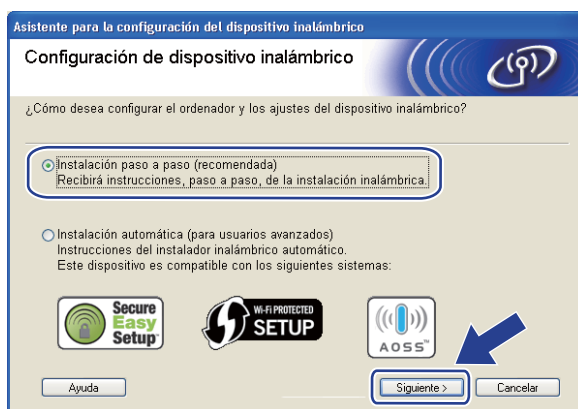 Asistente para la configuración del dispositivo inalámbrico
Configuración de dispositivo inalámbrico
¿Cómo desea configurar el ordenador y los ajustes del dispositivo inalámbrico?
Instalación paso a paso (recomendada)
Recibirá instrucciones, paso a paso, de la instalación inalámbrica.
Instalación automática (para usuarios avanzados)
Instrucciones del instalador inalámbrico automático.
Este dispositivo es compatible con los siguientes sistemas:
Secure
Easy
Setup
WI-FI PROTECTED
SETUP
AOSS™
Ayuda
Siguiente >
Cancelar